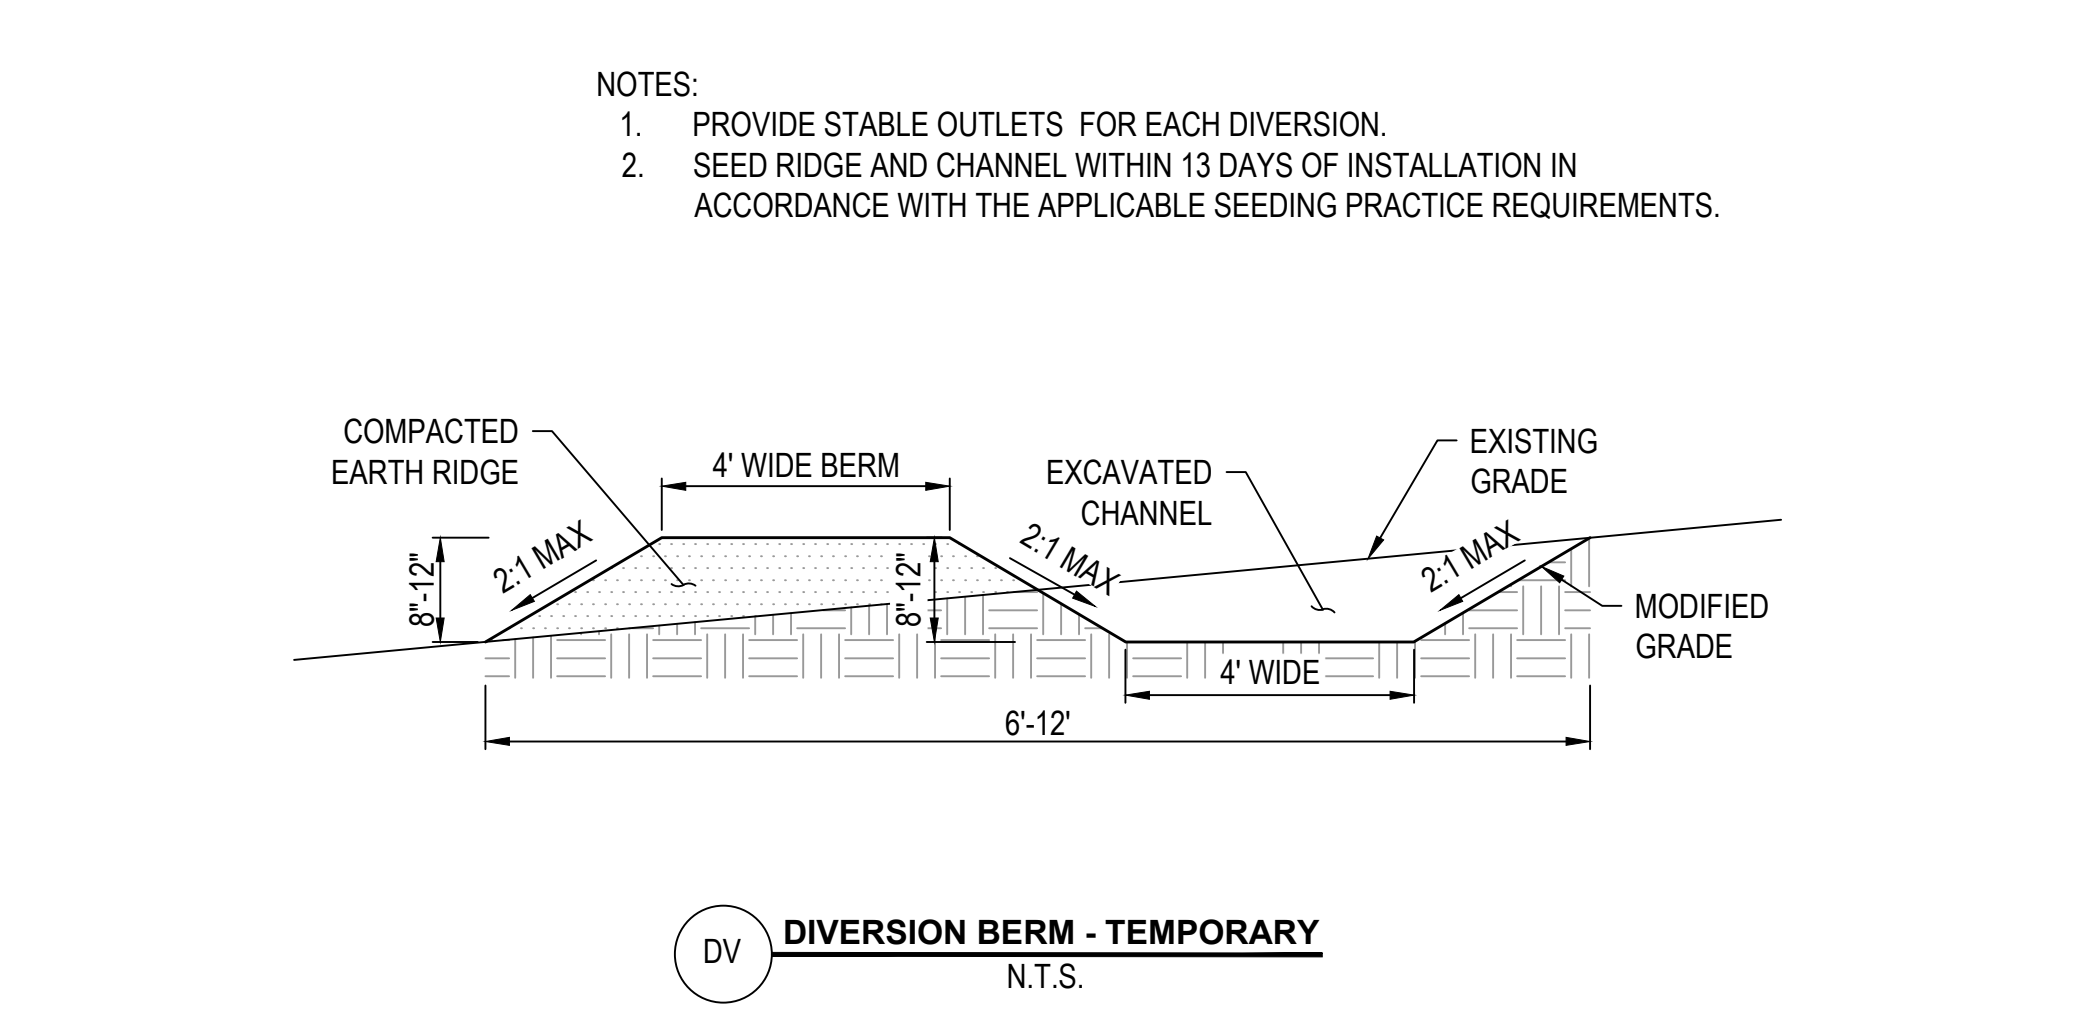 NOTES:
1. PROVIDE STABLE OUTLETS FOR EACH DIVERSION.
2. SEED RIDGE AND CHANNEL WITHIN 13 DAYS OF INSTALLATION IN
ACCORDANCE WITH THE APPLICABLE SEEDING PRACTICE REQUIREMENTS.
COMPACTED
EARTH RIDGE
4' WIDE BERM
EXCAVATED
CHANNEL
EXISTING
GRADE
2:1 MAX
2:1 MAX
2:1 MAX
8"-12"
8"-12"
MODIFIED
GRADE
4' WIDE
6'-12'
DV
DIVERSION BERM - TEMPORARY
N.T.S.